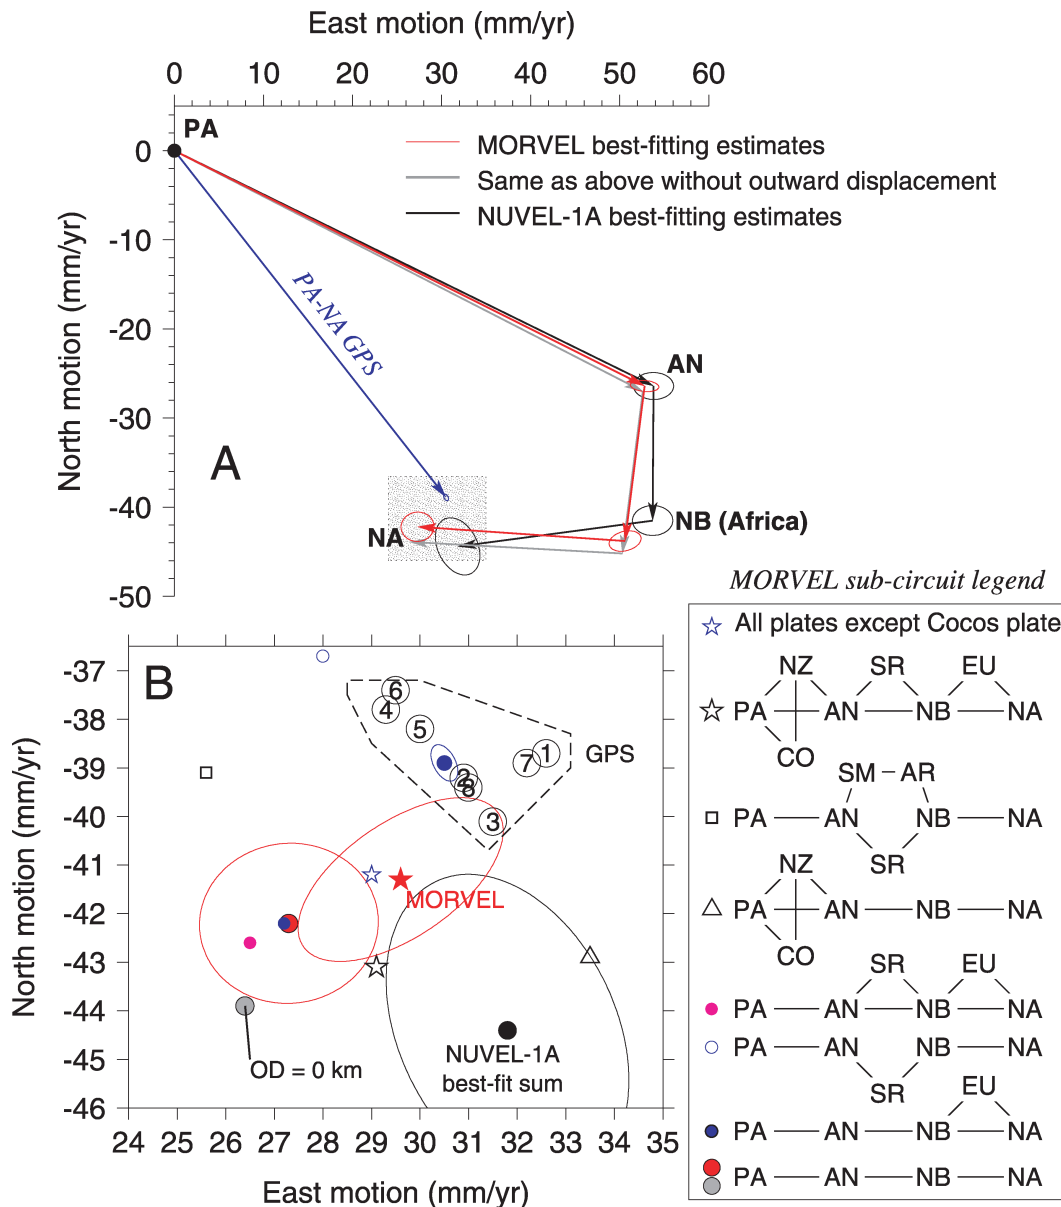 East motion (mm/yr)
0 10 20 30 40 50 60
PA
MORVEL best-fitting estimates
Same as above without outward displacement
NUVEL-1A best-fitting estimates
North motion (mm/yr)
0
-10
-20
-30
-40
-50
PA-NA GPS
AN
A
NB (Africa)
NA
B
-37
-38
-39
-40
-41
-42
-43
-44
-45
-46
North motion (mm/yr)
6
4
5
GPS
7 1
2
8
3
MORVEL
OD = 0 km
NUVEL-1A
best-fit sum
24 25 26 27 28 29 30 31 32 33 34 35
East motion (mm/yr)
MORVEL sub-circuit legend
All plates except Cocos plate
NZ SR EU
PA AN NB NA
CO
SM AR
PA AN NB NA
SR
NZ
PA AN NB NA
CO
SR EU
PA AN NB NA
PA AN NB NA
SR
EU
PA AN NB NA
PA AN NB NA